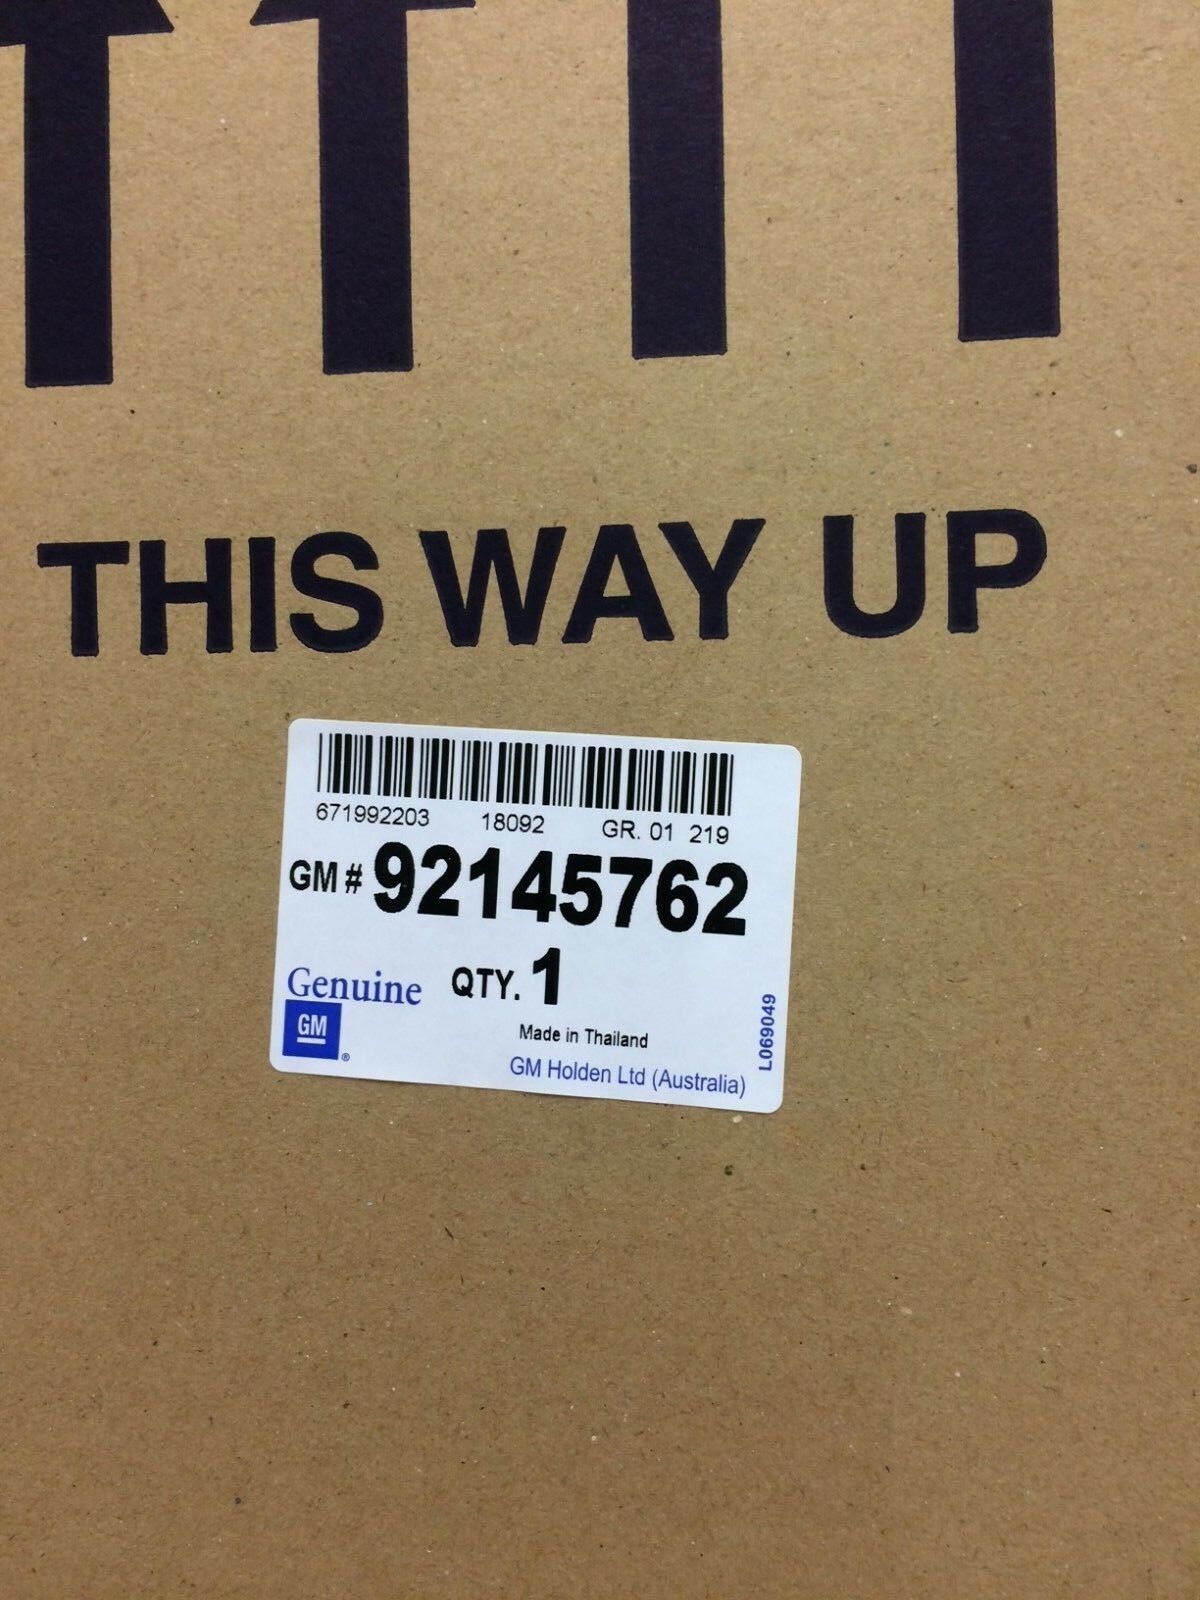 THIS WAY UP
671992203 18092 GR. 01 219
GM# 92145762
Genuine QTY. 1
GM
®
Made in Thailand
GM Holden Ltd (Australia)
L069049